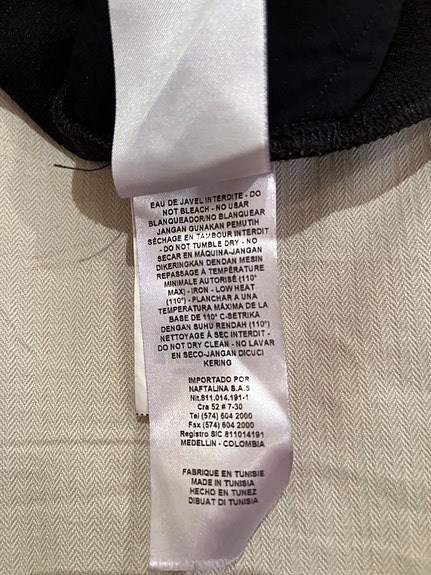 EAU DE JAVEL INTERDITE - DO
NOT BLEACH - NO USAR
BLANQUEADOR/NO BLANQUEAR
JANGAN GUNAKAN PEMUTIH
SÉCHAGE EN TAMBOUR INTERDIT
- DO NOT TUMBLE DRY - NO
SECAR EN MÁQUINA-JANGAN
DIKERINGKAN DENDAN MESIN
REPASSAGE À TEMPÉRATURE
MINIMALE AUTORISÉ (110°
MAX) - IRON - LOW HEAT
(110°) - PLANCHAR A UNA
TEMPERATURA MÁXIMA DE LA
BASE DE 110° C-SETRIKA
DENGAN SUHU RENDAH (110°)
NETTOYAGE À SEC INTERDIT -
DO NOT DRY CLEAN - NO LAVAR
EN SECO-JANGAN DICUCI
KERING
IMPORTADO POR
NAFTALINA S.A.S
Nit.811.014.191-1
Cra 52 # 7-30
Tel (574) 604 2000
Fax (574) 604 2000
Registro SIC 811014191
MEDELLIN - COLOMBIA
FABRIQUE EN TUNISIE
MADE IN TUNISIA
HECHO EN TUNEZ
DIBUAT DI TUNISIA